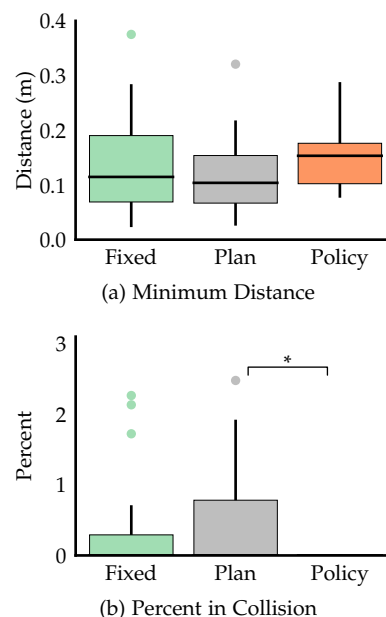 0.4
0.3
0.2
0.1
0.0
Distance (m)
Fixed Plan Policy
(a) Minimum Distance
3
2
1
0
Percent
*
Fixed Plan Policy
(b) Percent in Collision